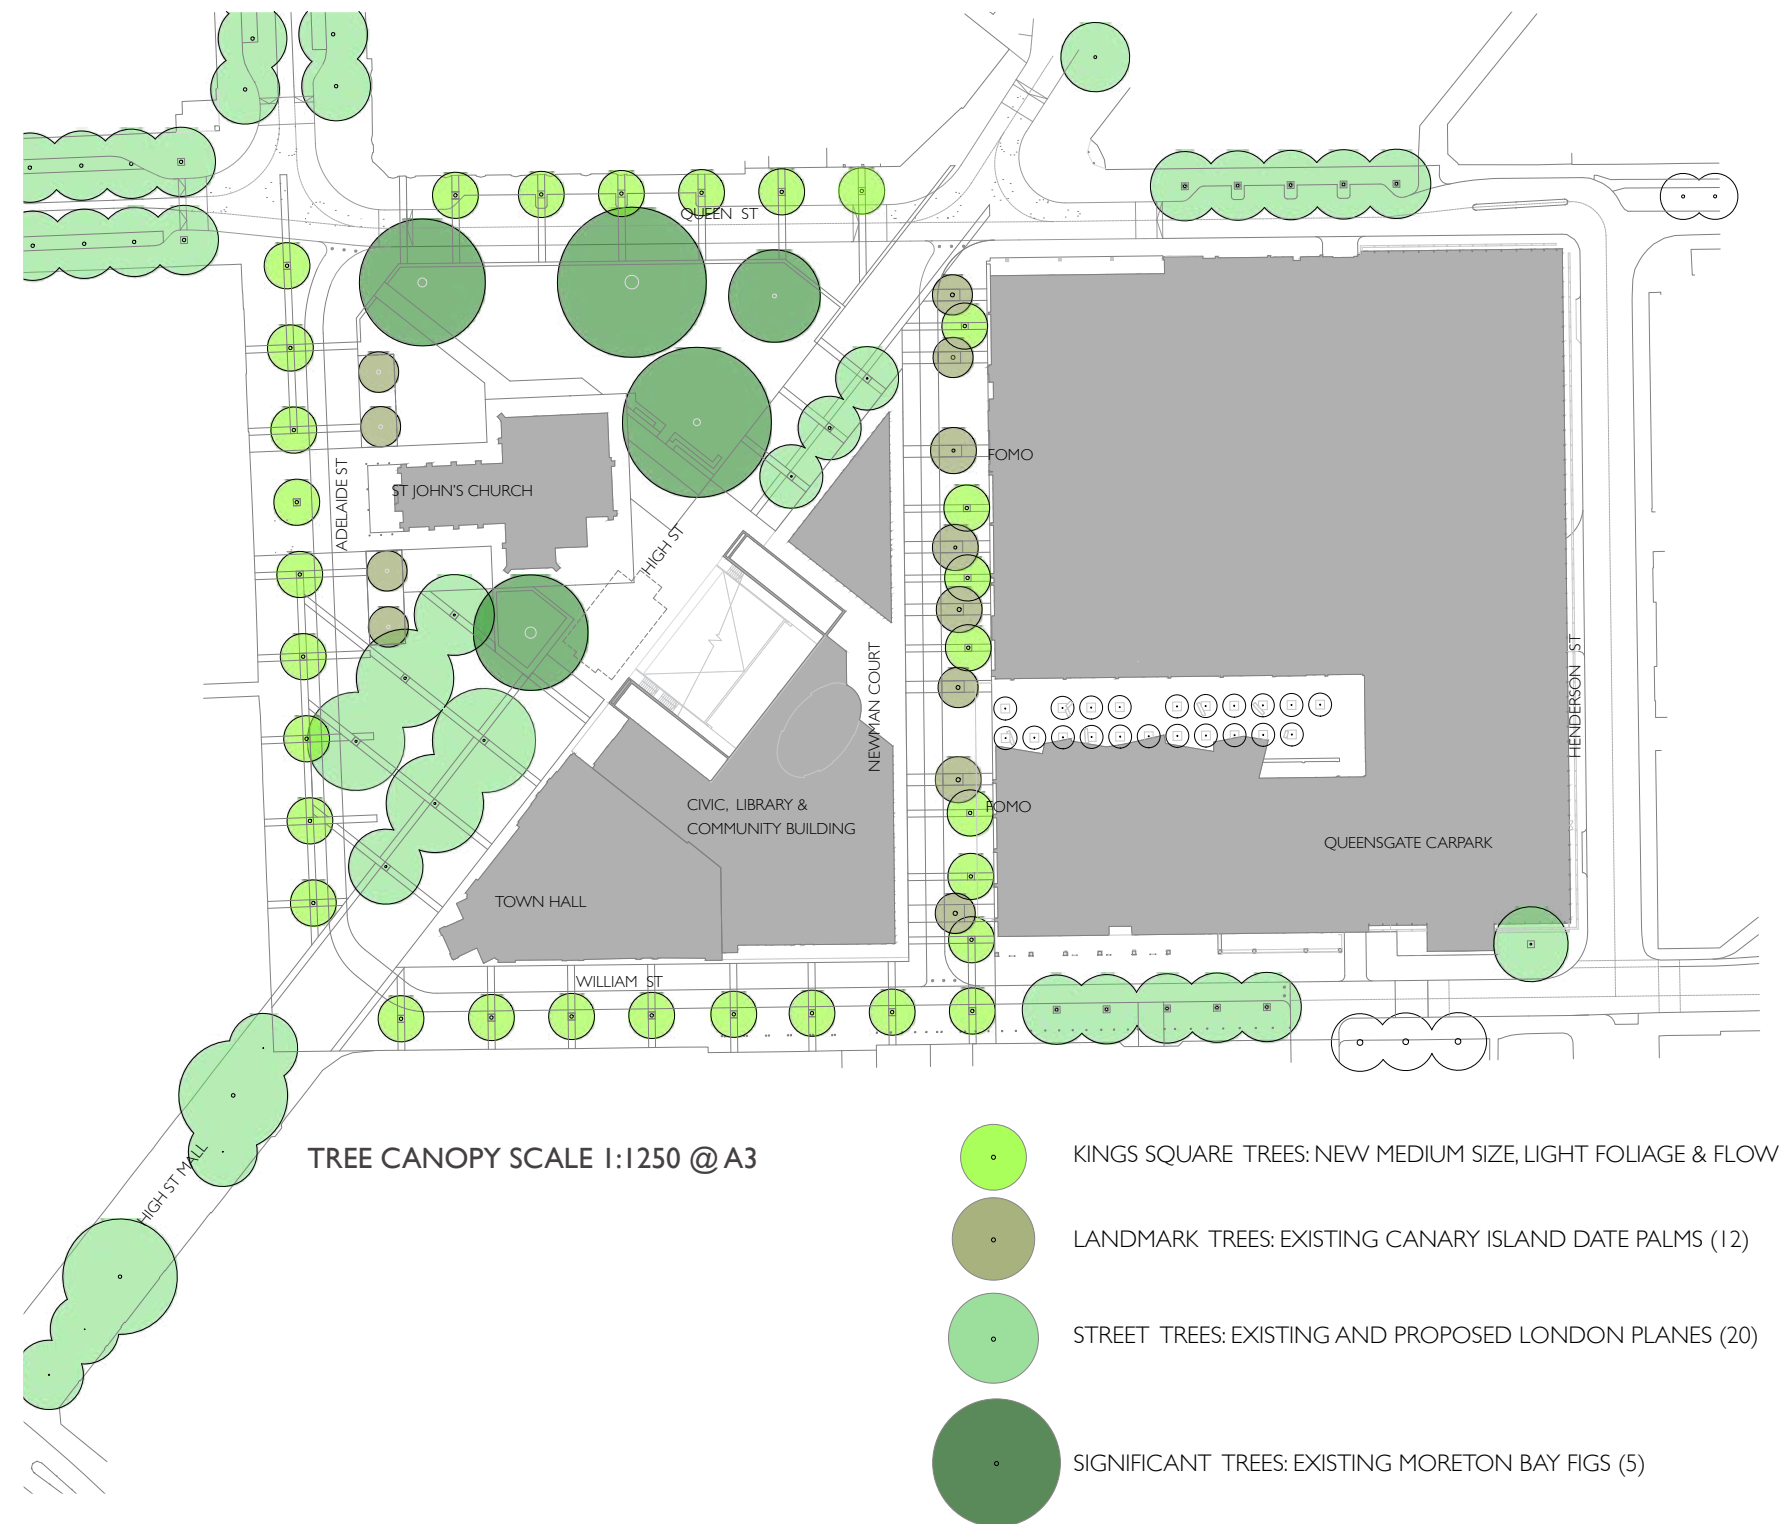 QUEEN ST
FOMO
ADELAIDE ST
ST JOHN'S CHURCH
HIGH ST
NEWMAN COURT
HENDERSON ST
CIVIC, LIBRARY &
COMMUNITY BUILDING
FOMO
QUEENSGATE CARPARK
TOWN HALL
WILLIAM ST
HIGH ST MALL
TREE CANOPY SCALE 1:1250 @ A3
KINGS SQUARE TREES: NEW MEDIUM SIZE, LIGHT FOLIAGE & FLOW
LANDMARK TREES: EXISTING CANARY ISLAND DATE PALMS (12)
STREET TREES: EXISTING AND PROPOSED LONDON PLANES (20)
SIGNIFICANT TREES: EXISTING MORETON BAY FIGS (5)